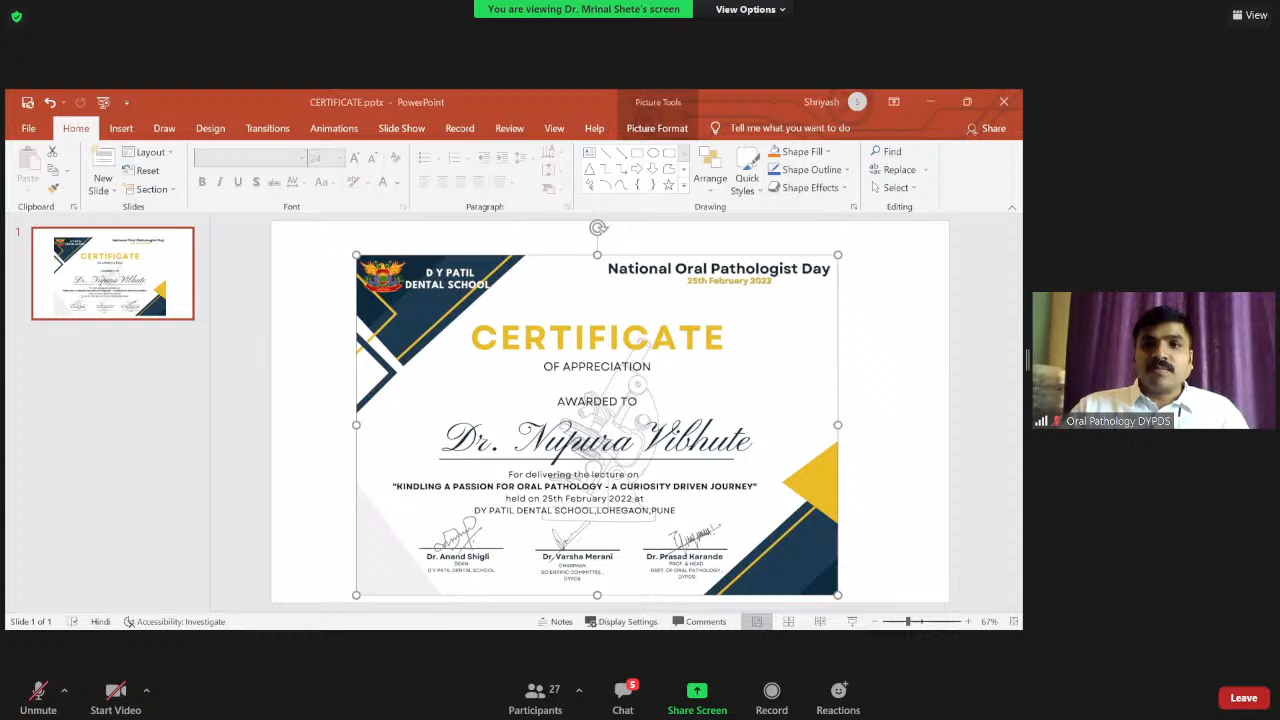 You are viewing Dr. Mrinal Shete's screen
View Options
View
CERTIFICATE.pptx - PowerPoint
Picture Tools
Shriyash
S
File
Home
Insert
Draw
Design
Transitions
Animations
Slide Show
Record
Review
View
Help
Picture Format
Tell me what you want to do
Share
Paste
New
Slide
Layout
Reset
Section
24
Arrange
Quick
Styles
Shape Fill
Shape Outline
Shape Effects
Find
Replace
Select
Clipboard
Slides
Font
Paragraph
Drawing
Editing
1
D Y PATIL
DENTAL SCHOOL
National Oral Pathologist Day
25th February 2022
CERTIFICATE
OF APPRECIATION
AWARDED TO
Dr. Nupura Vibhute
For delivering the lecture on
"KINDLING A PASSION FOR ORAL PATHOLOGY - A CURIOSITY DRIVEN JOURNEY"
held on 25th February 2022 at
DY PATIL DENTAL SCHOOL,LOHEGAON,PUNE
Dr. Anand Shigli
DEAN
D.Y.PATIL DENTAL SCHOOL
Dr. Varsha Merani
CHAIRMAN
SCIENTIFIC COMMITTEE,
DYPDS
Dr. Prasad Karande
PROF. & HEAD
DEPT. OF ORAL PATHOLOGY,
DYPDS
Oral Pathology DYPDS
Slide 1 of 1
Hindi
Accessibility: Investigate
Notes
Display Settings
Comments
67%
Unmute
Start Video
27
Participants
5
Chat
Share Screen
Record
Reactions
Leave